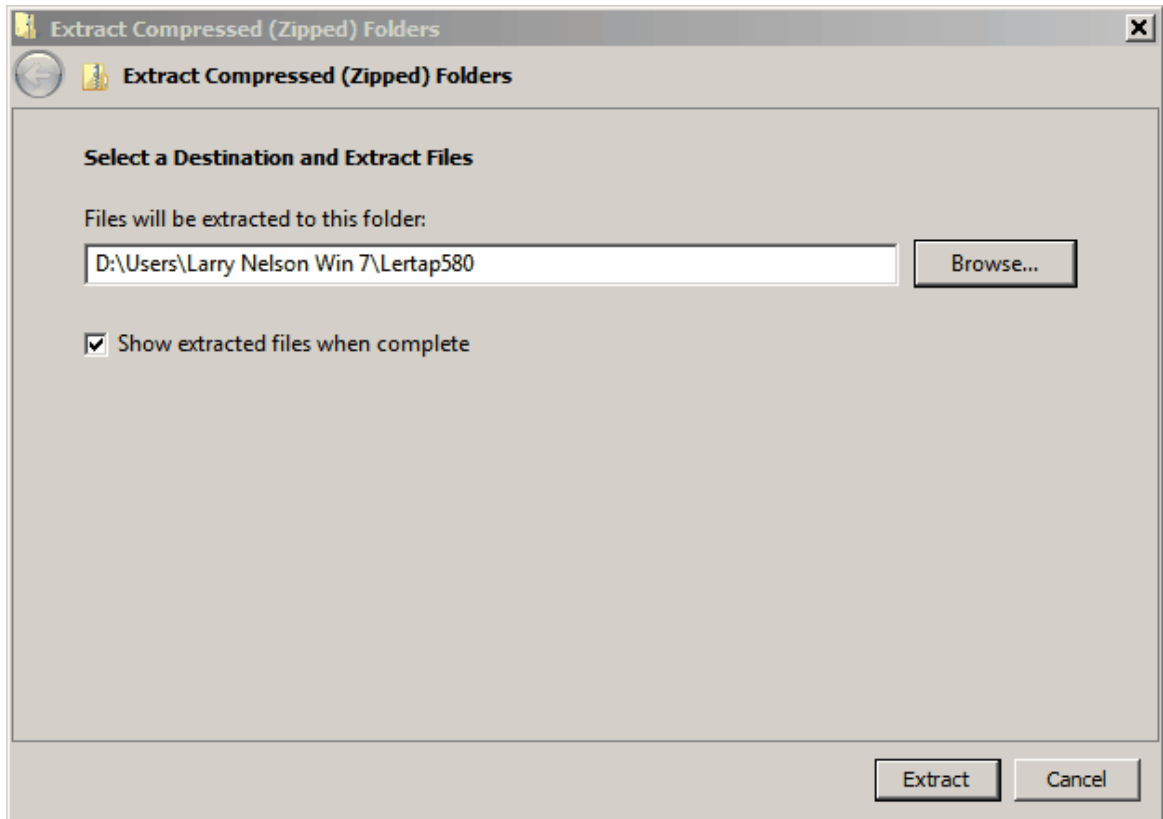 Extract Compressed (Zipped) Folders
Extract Compressed (Zipped) Folders
Select a Destination and Extract Files
Files will be extracted to this folder:
D:\Users\Larry Nelson Win 7\Lertap580
Browse...
Show extracted files when complete
Extract
Cancel